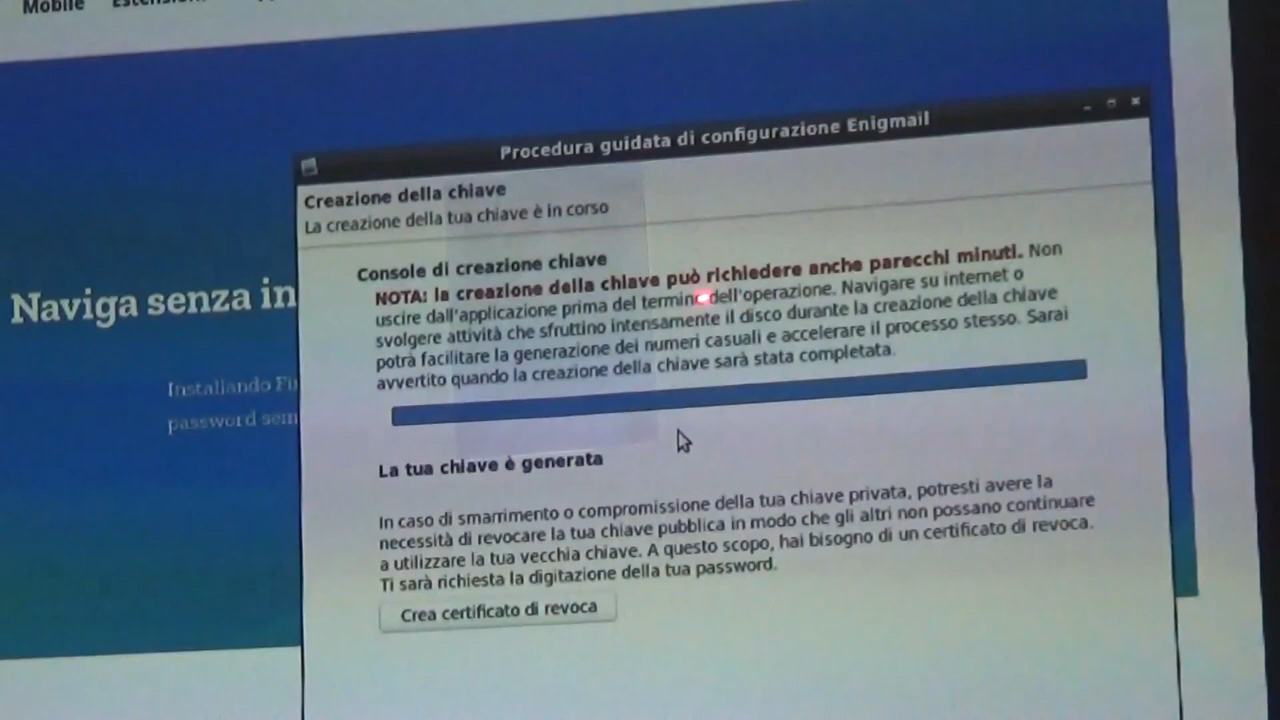 Mobile
Procedura guidata di configurazione Enigmail
Creazione della chiave
La creazione della tua chiave è in corso
Console di creazione chiave
NOTA: la creazione della chiave può richiedere anche parecchi minuti. Non
uscire dall'applicazione prima del termine dell'operazione. Navigare su internet o
svolgere attività che sfruttino intensamente il disco durante la creazione della chiave
potrà facilitare la generazione dei numeri casuali e accelerare il processo stesso. Sarai
avvertito quando la creazione della chiave sarà stata completata.
Naviga senza in
Installando Fi
password sem
La tua chiave è generata
In caso di smarrimento o compromissione della tua chiave privata, potresti avere la
necessità di revocare la tua chiave pubblica in modo che gli altri non possano continuare
a utilizzare la tua vecchia chiave. A questo scopo, hai bisogno di un certificato di revoca.
Ti sarà richiesta la digitazione della tua password.
Crea certificato di revoca